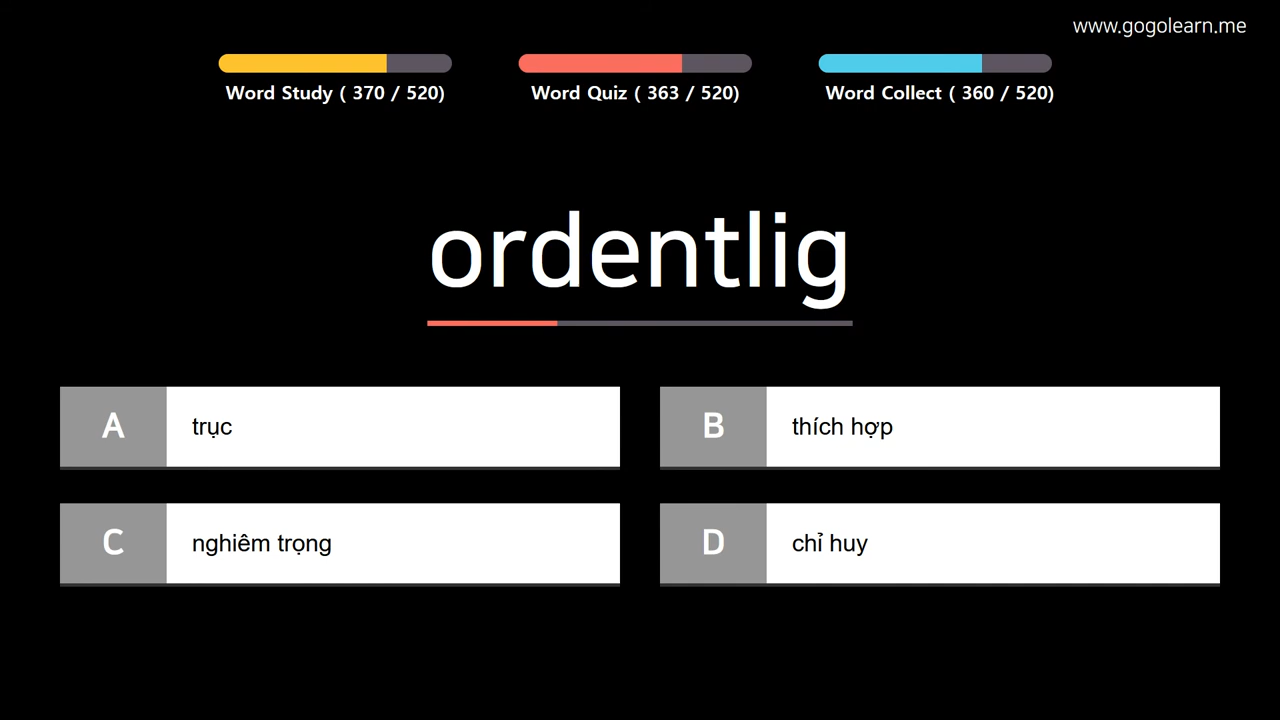 www.gogolearn.me
Word Study ( 370 / 520)
Word Quiz ( 363 / 520)
Word Collect ( 360 / 520)
ordentlig
A trục
B thích hợp
C nghiêm trọng
D chỉ huy